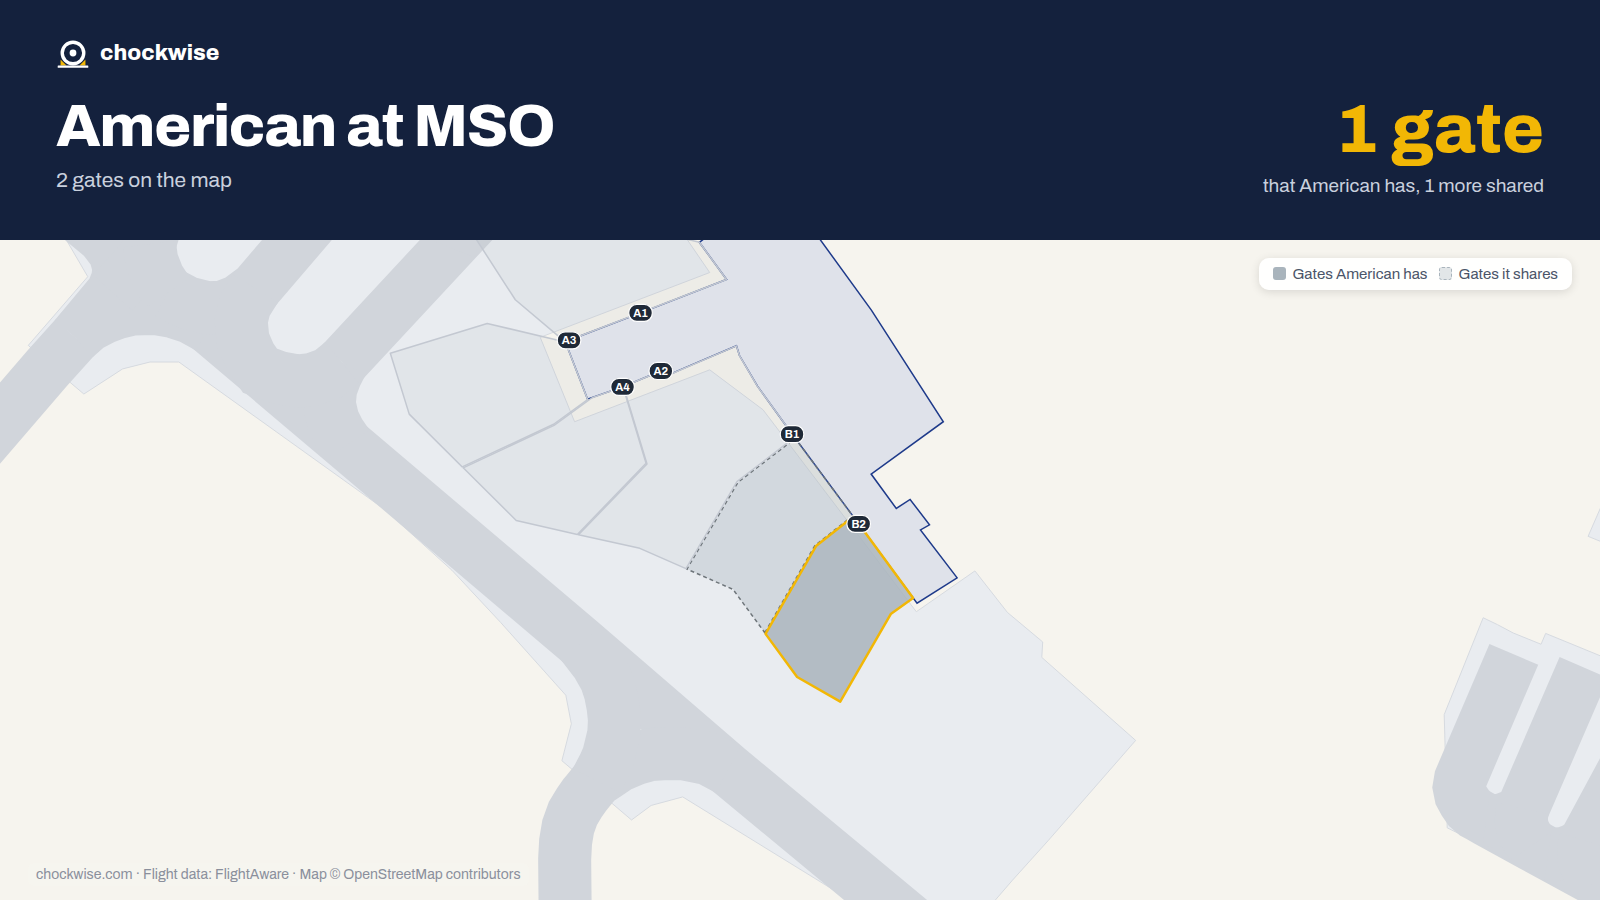 chockwise
American at MSO
2 gates on the map
1 gate
that American has, 1 more shared
Gates American has
Gates it shares
A1
A3
A2
A4
B1
B2
chockwise.com · Flight data: FlightAware · Map © OpenStreetMap contributors